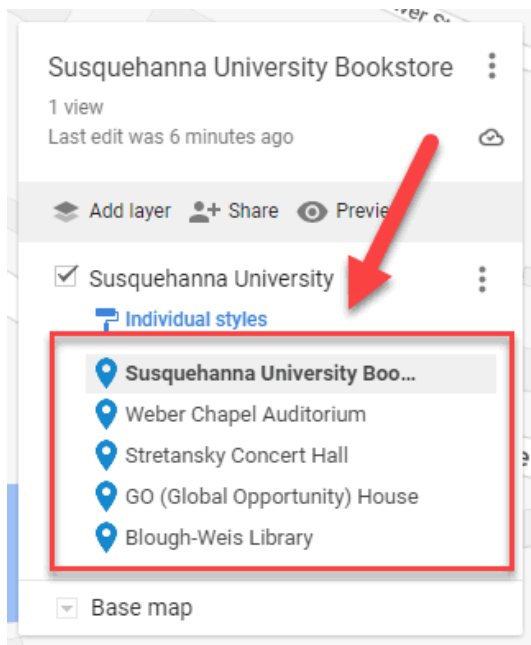 Susquehanna University Bookstore
1 view
Last edit was 6 minutes ago
Add layer Share Preview
Susquehanna University
Individual styles
Susquehanna University Boo...
Weber Chapel Auditorium
Stretansky Concert Hall
GO (Global Opportunity) House
Blough-Weis Library
Base map